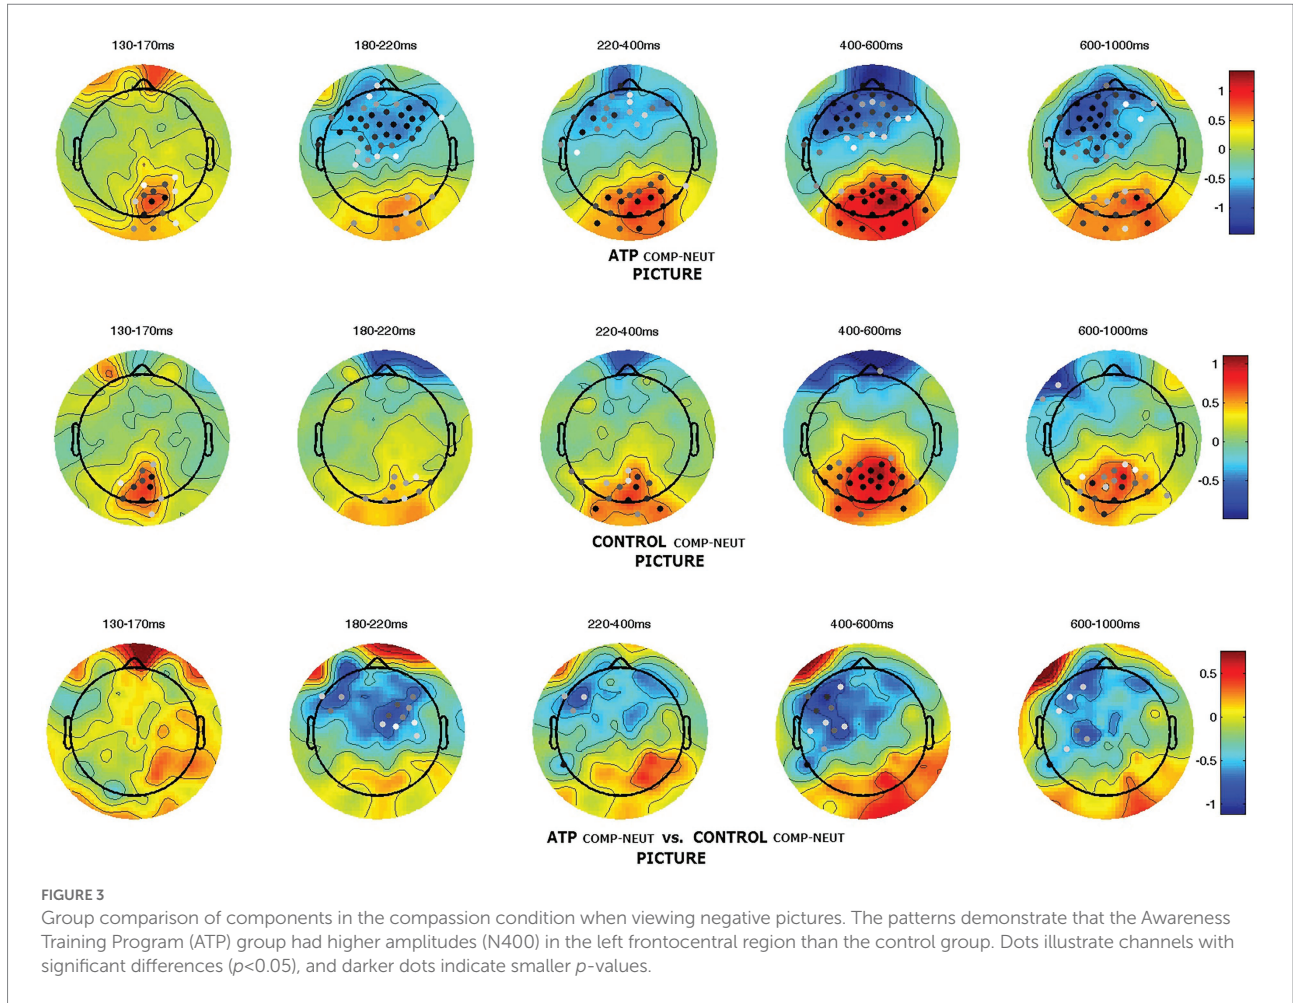 130-170ms 180-220ms 220-400ms 400-600ms 600-1000ms
1
0.5
0
-0.5
-1
ATP COMP-NEUT
PICTURE
130-170ms 180-220ms 220-400ms 400-600ms 600-1000ms
1
0.5
0
-0.5
CONTROL COMP-NEUT
PICTURE
130-170ms 180-220ms 220-400ms 400-600ms 600-1000ms
0.5
0
-0.5
-1
ATP COMP-NEUT vs. CONTROL COMP-NEUT
PICTURE
FIGURE 3
Group comparison of components in the compassion condition when viewing negative pictures. The patterns demonstrate that the Awareness
Training Program (ATP) group had higher amplitudes (N400) in the left frontocentral region than the control group. Dots illustrate channels with
significant differences (p<0.05), and darker dots indicate smaller p-values.